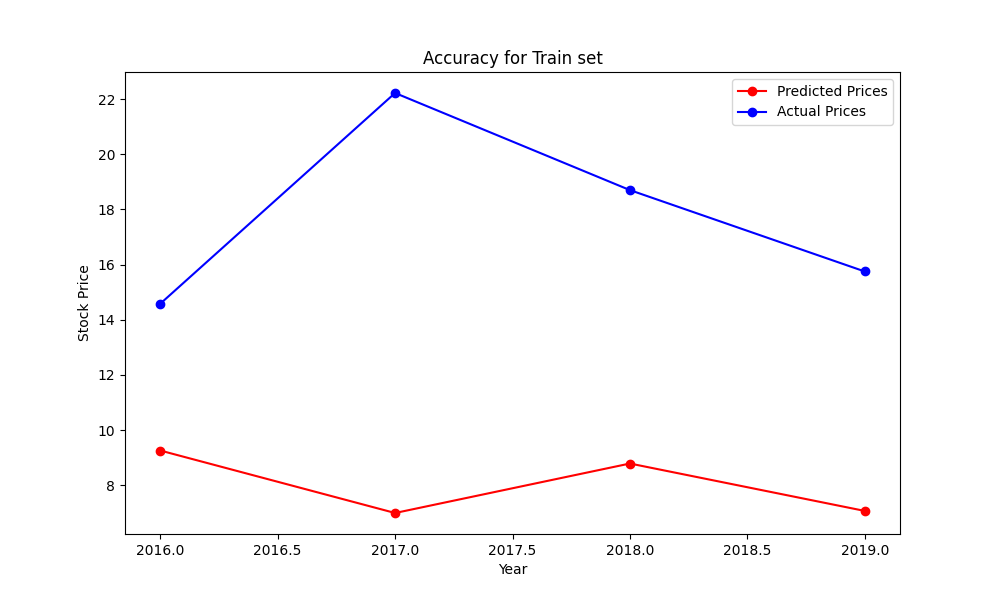 Accuracy for Train set
Predicted Prices
Actual Prices
22
20
18
16
14
12
10
8
Stock Price
2016.0 2016.5 2017.0 2017.5 2018.0 2018.5 2019.0
Year